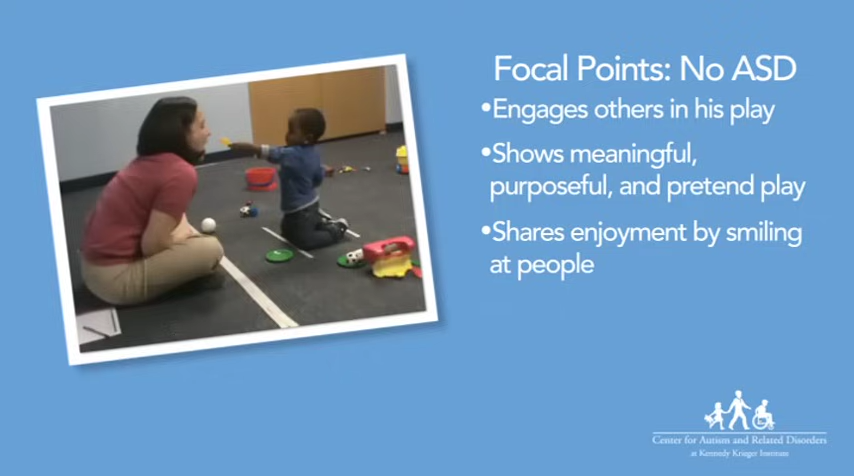 Focal Points: No ASD
•Engages others in his play
•Shows meaningful,
purposeful, and pretend play
•Shares enjoyment by smiling
at people
Center for Autism and Related Disorders
at Kennedy Krieger Institute